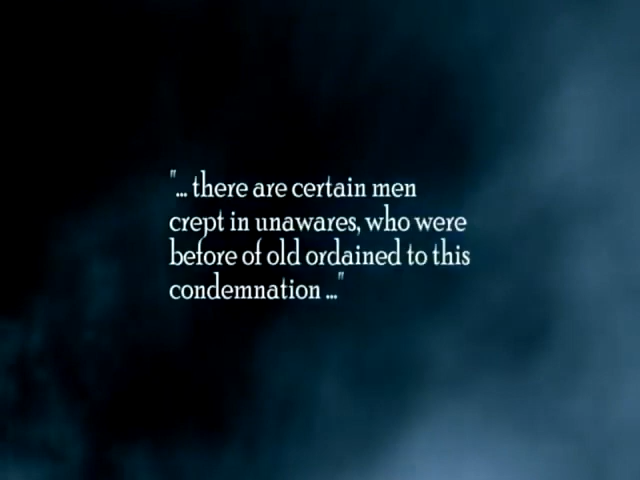 "... there are certain men
crept in unawares, who were
before of old ordained to this
condemnation ..."